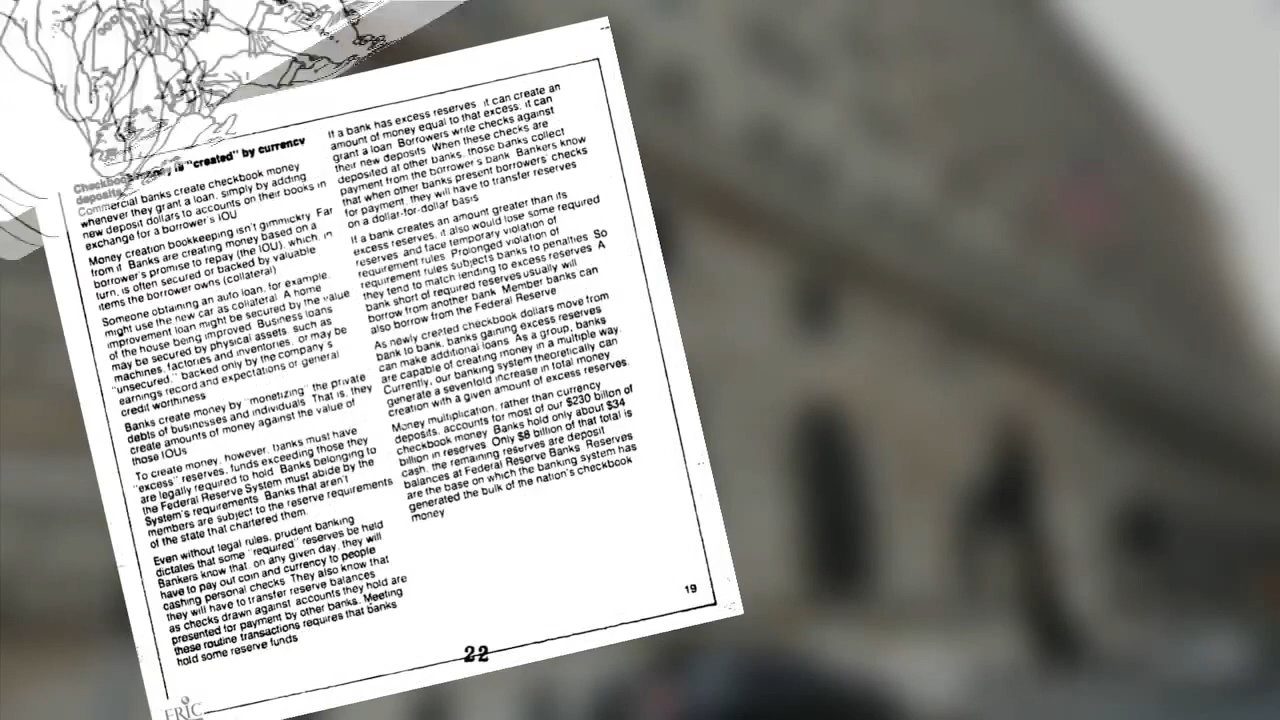 Checkbook
deposits
is "created" by currency
Commercial banks create checkbook money
whenever they grant a loan, simply by adding
new deposit dollars to accounts on their books in
exchange for a borrower's IOU
Money creation bookkeeping isn't gimmickry. Far
from it. Banks are creating money based on a
borrower's promise to repay (the IOU), which, in
turn, is often secured or backed by valuable
items the borrower owns (collateral)
Someone obtaining an auto loan, for example,
might use the new car as collateral. A home
improvement loan might be secured by the value
of the house being improved. Business loans
may be secured by physical assets, such as
machines, factories and inventories, or may be
"unsecured," backed only by the company's
earnings record and expectations or general
credit worthiness
Banks create money by "monetizing" the private
debts of businesses and individuals. That is, they
create amounts of money against the value of
those IOUs
To create money, however, banks must have
"excess" reserves, funds exceeding those they
are legally required to hold. Banks belonging to
the Federal Reserve System must abide by the
System's requirements. Banks that aren't
members are subject to the reserve requirements
of the state that chartered them.
Even without legal rules, prudent banking
dictates that some "required" reserves be held
Bankers know that, on any given day, they will
have to pay out coin and currency to people
cashing personal checks. They also know that
they will have to transfer reserve balances
as checks drawn against accounts they hold are
presented for payment by other banks. Meeting
these routine transactions requires that banks
hold some reserve funds
If a bank has excess reserves, it can create an
amount of money equal to that excess; it can
grant a loan. Borrowers write checks against
their new deposits. When these checks are
deposited at other banks, those banks collect
payment from the borrower's bank. Bankers know
that when other banks present borrowers' checks
for payment, they will have to transfer reserves
on a dollar-for-dollar basis
If a bank creates an amount greater than its
excess reserves, it also would lose some required
reserves and face temporary violation of
requirement rules. Prolonged violation of
requirement rules subjects banks to penalties. So
they tend to match lending to excess reserves. A
bank short of required reserves usually will
borrow from another bank. Member banks can
also borrow from the Federal Reserve
As newly created checkbook dollars move from
bank to bank, banks gaining excess reserves
can make additional loans. As a group, banks
are capable of creating money in a multiple way.
Currently, our banking system theoretically can
generate a sevenfold increase in total money
creation with a given amount of excess reserves.
Money multiplication, rather than currency
deposits, accounts for most of our $230 billon of
checkbook money. Banks hold only about $34
billion in reserves. Only $8 billion of that total is
cash, the remaining reserves are deposit
balances at Federal Reserve Banks. Reserves
are the base on which the banking system has
generated the bulk of the nation's checkbook
money
19
22
ERIC